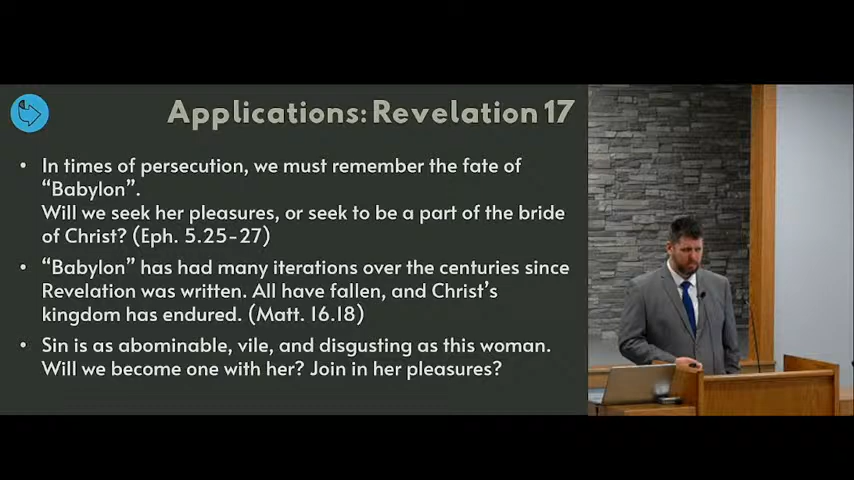 Applications: Revelation 17
• In times of persecution, we must remember the fate of
“Babylon”.
Will we seek her pleasures, or seek to be a part of the bride
of Christ? (Eph. 5.25-27)
• “Babylon” has had many iterations over the centuries since
Revelation was written. All have fallen, and Christ’s
kingdom has endured. (Matt. 16.18)
• Sin is as abominable, vile, and disgusting as this woman.
Will we become one with her? Join in her pleasures?